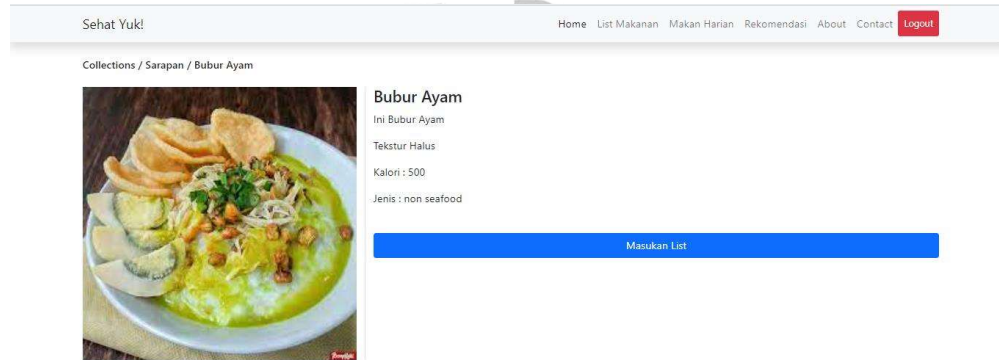 Sehat Yuk! Home List Makanan Makan Harian Rekomendasi About Contact Logout
Collections / Sarapan / Bubur Ayam
Bubur Ayam
Ini Bubur Ayam
Tekstur Halus
Kalori : 500
Jenis : non seafood
Masukan List